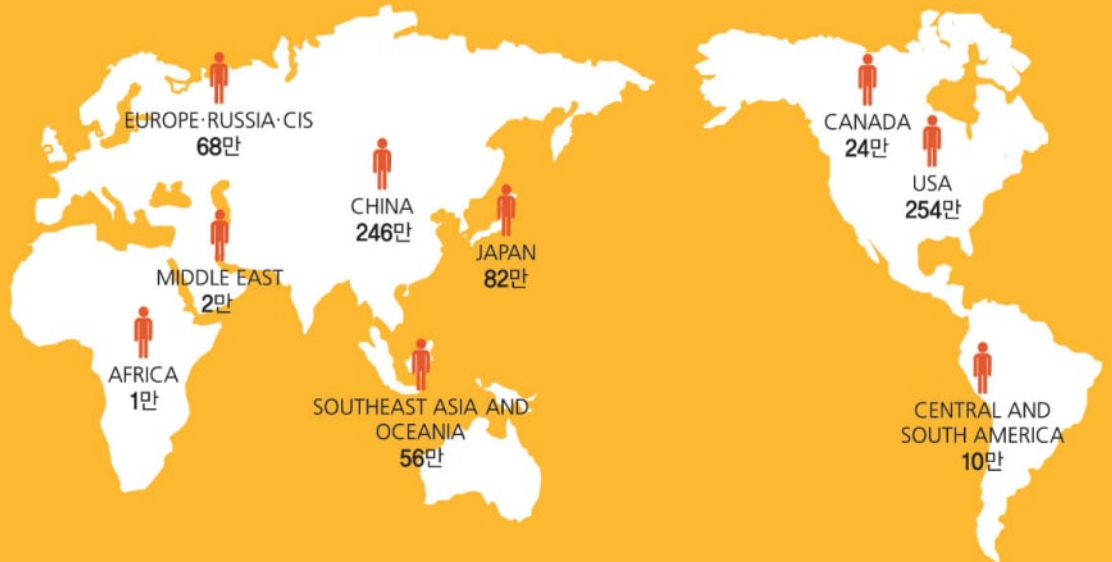 EUROPE·RUSSIA·CIS
68만
CANADA
24만
USA
254만
CHINA
246만
JAPAN
82만
MIDDLE EAST
2만
AFRICA
1만
SOUTHEAST ASIA AND
OCEANIA
56만
CENTRAL AND
SOUTH AMERICA
10만